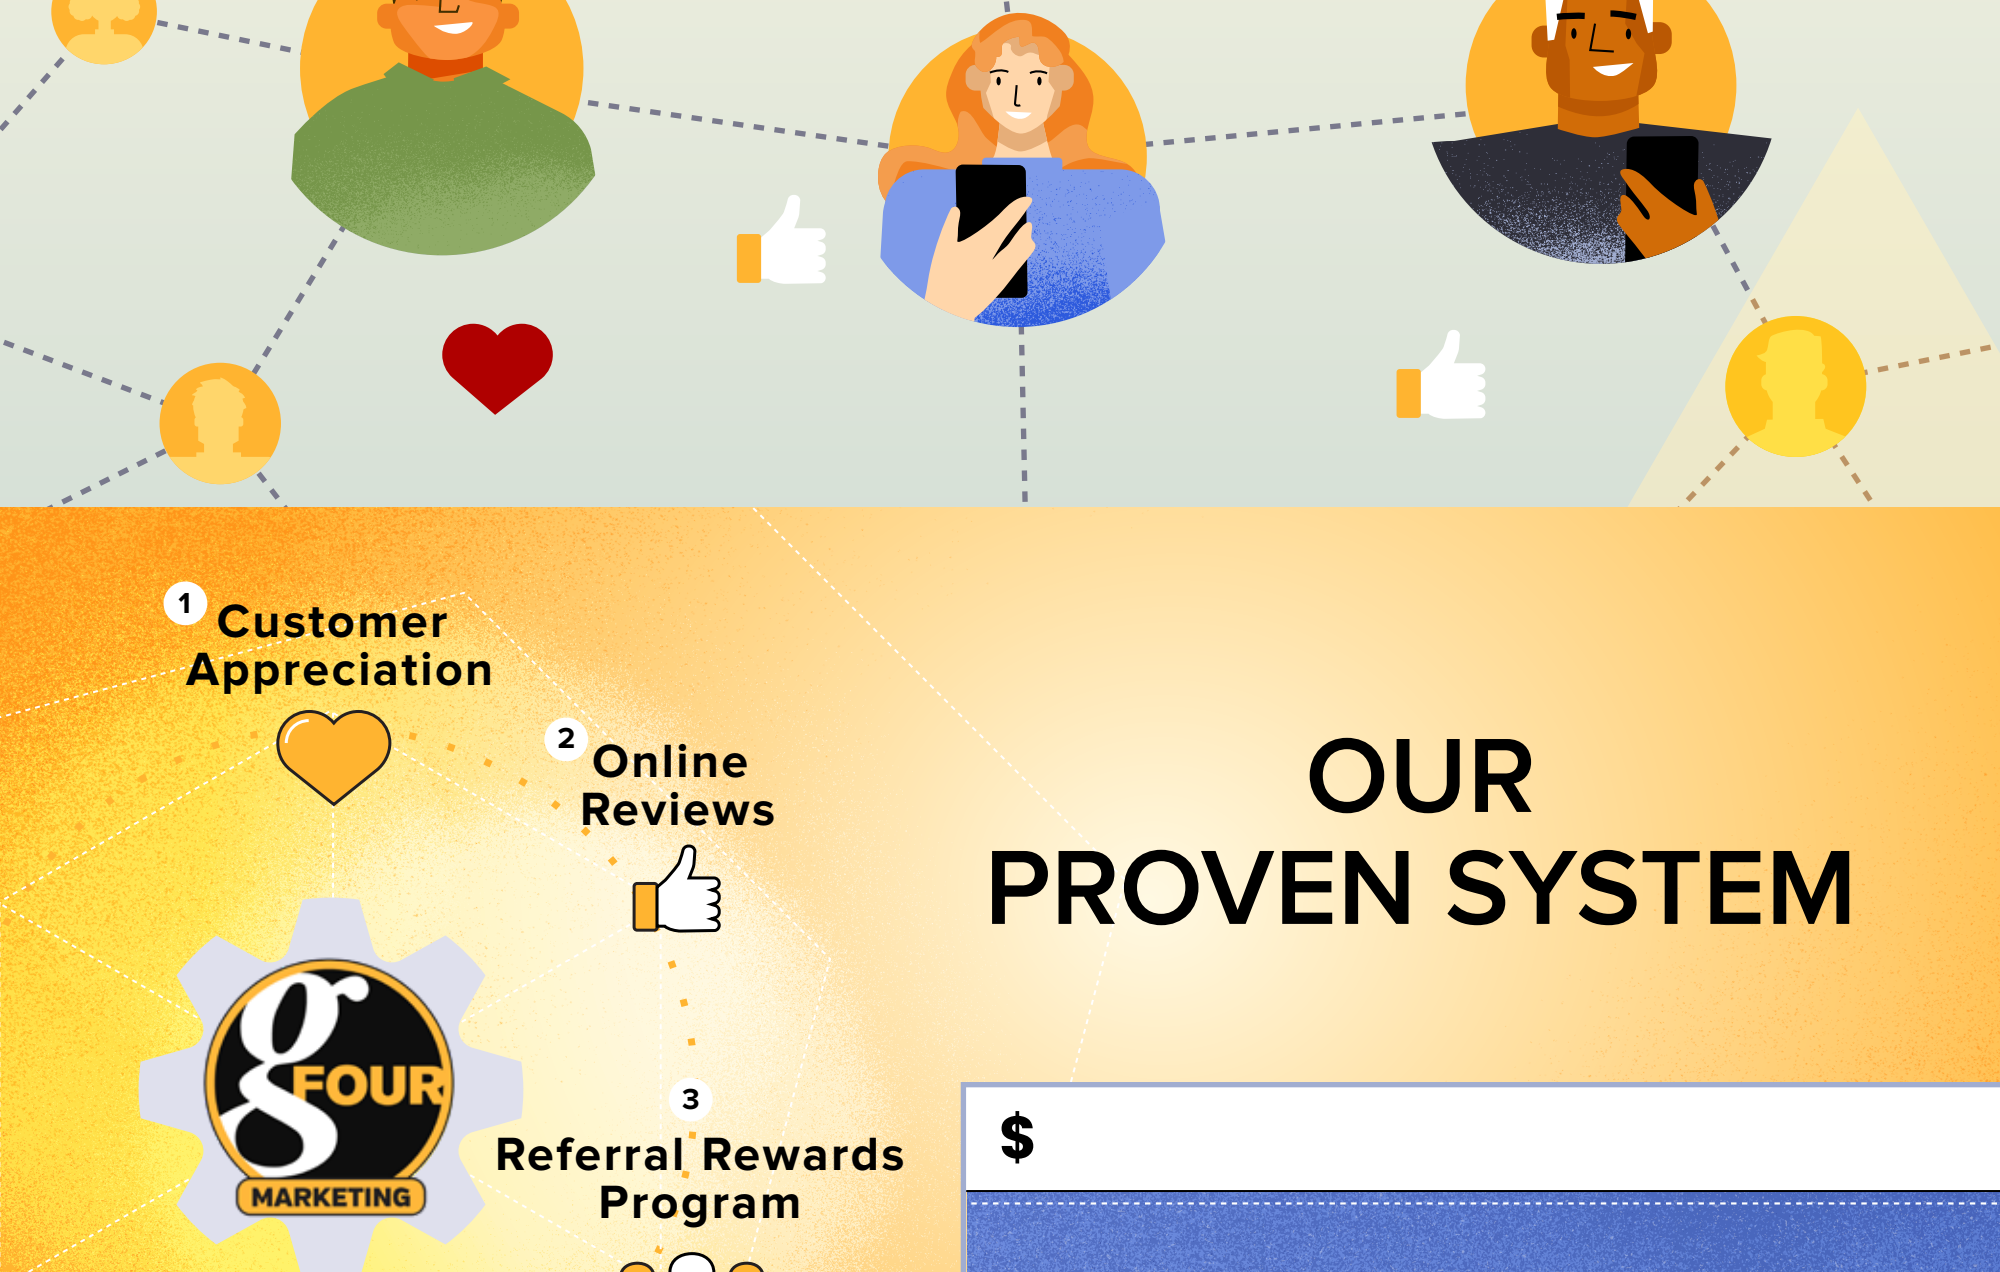 1
Customer
Appreciation
2
Online
Reviews
OUR
PROVEN SYSTEM
g
FOUR
MARKETING
3
Referral Rewards
Program
$